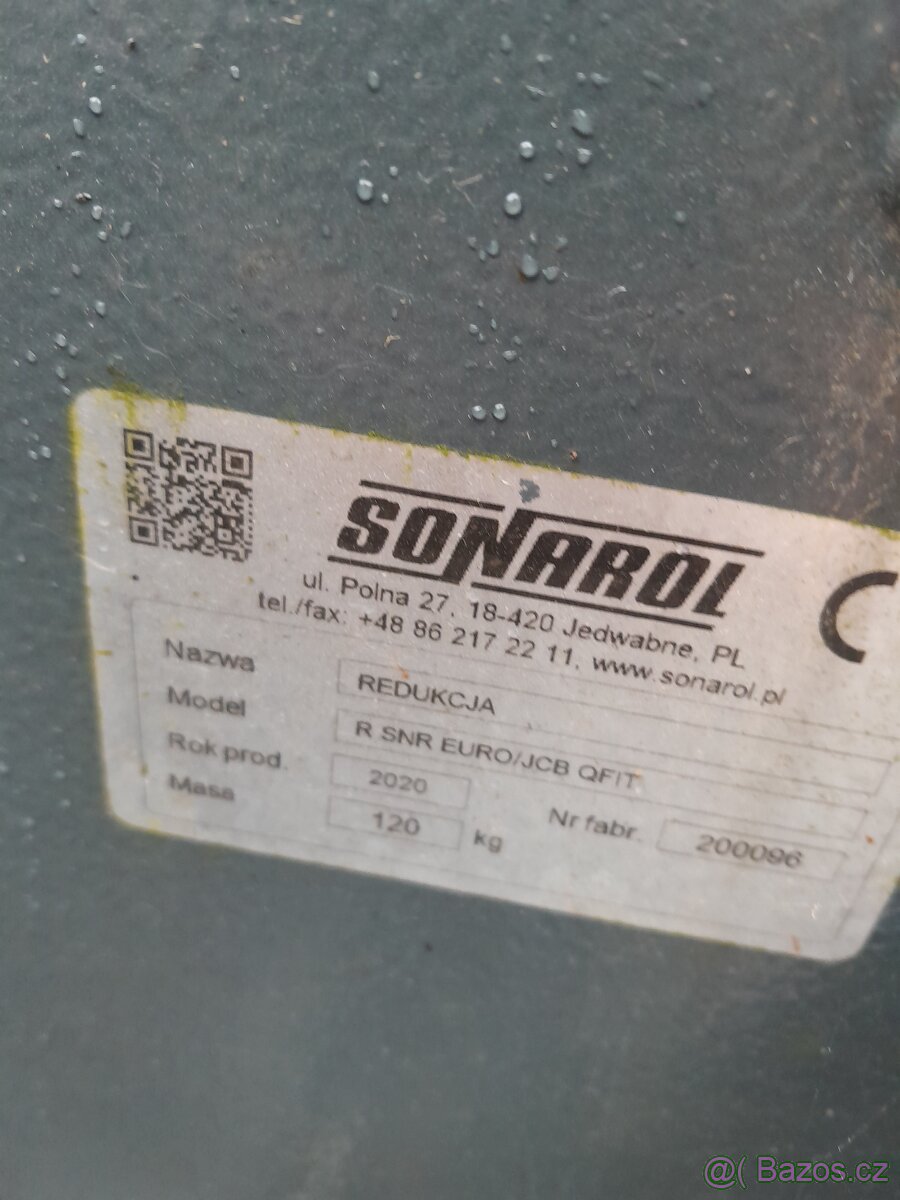 SONAROL
ul. Polna 27, 18-420 Jedwabne, PL
tel./fax: +48 86 217 22 11, www.sonarol.pl
Nazwa REDUKCJA
Model R SNR EURO/JCB QFIT
Rok prod. 2020 Nr fabr. 200096
Masa 120 kg
@( Bazos.cz